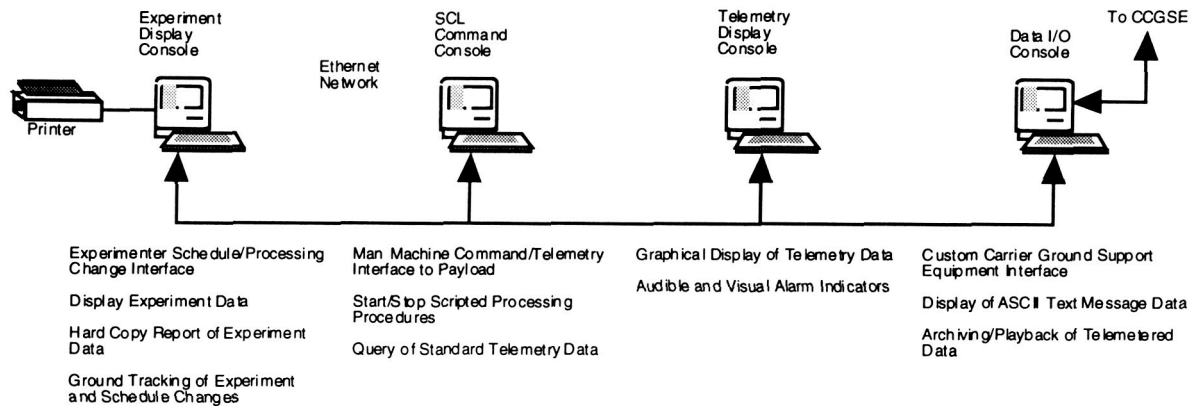 Experiment
Display
Console
Printer
Ethernet
Network
SCL
Command
Console
Telemetry
Display
Console
Data I/O
Console
To CCGSE
Experimenter Schedule/Processing
Change Interface
Display Experiment Data
Hard Copy Report of Experiment
Data
Ground Tracking of Experiment
and Schedule Changes
Man Machine Command/Telemetry
Interface to Payload
Start/Stop Scripted Processing
Procedures
Query of Standard Telemetry Data
Graphical Display of Telemetry Data
Audible and Visual Alarm Indicators
Custom Carrier Ground Support
Equipment Interface
Display of ASCII Text Message Data
Archiving/Playback of Telemetered
Data